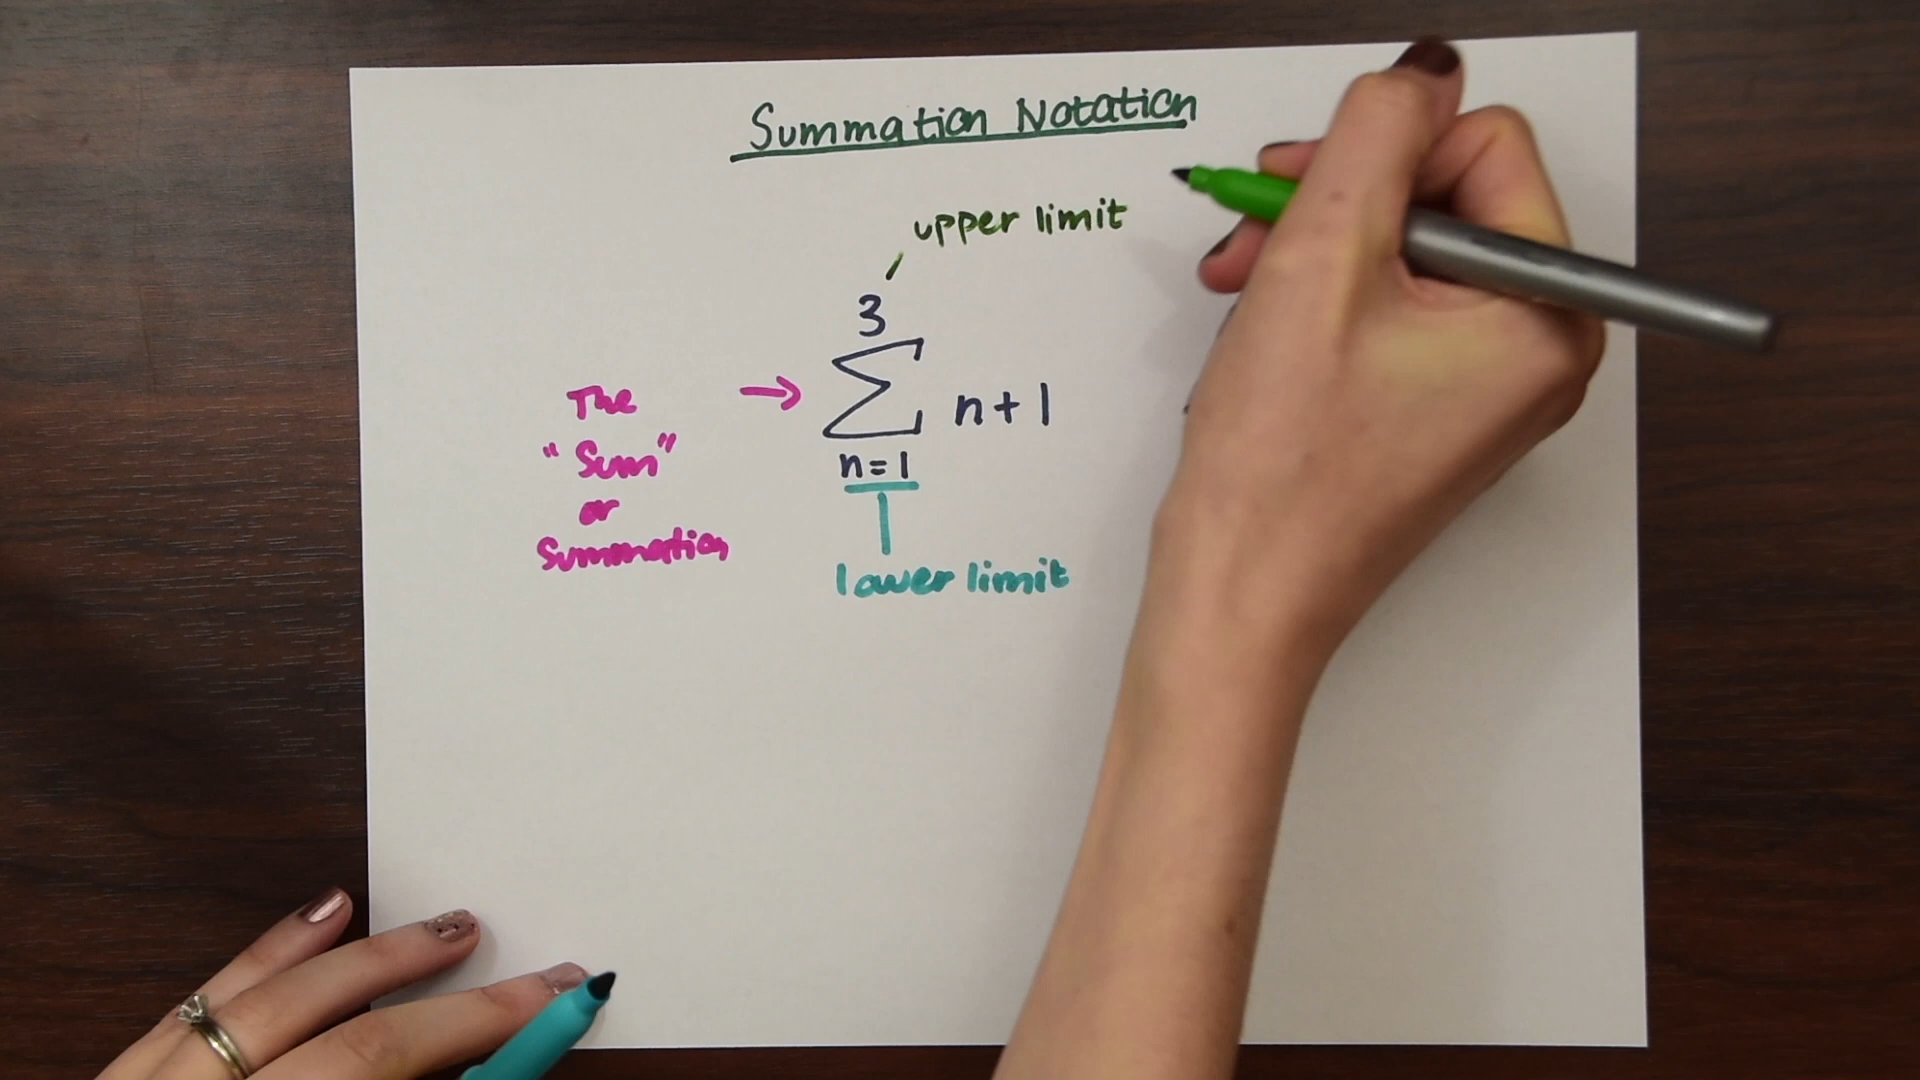 Summation Notation
upper limit
3
The
"Sum"
or
Summation
→ ∑ n+1
n=1
lower limit